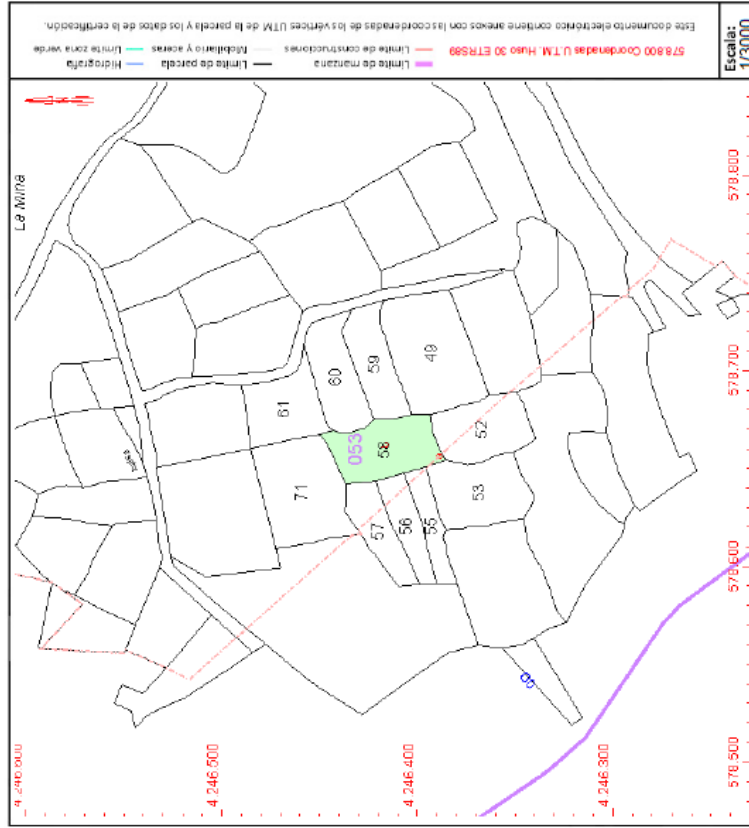 Este documento electrónico contiene anexos con las coordenadas de los vértices UTM de la parcela y los datos de la certificación.
578.800 Coordenadas U.T.M. Huso 30 ETRS89
Límite de manzana
Límite de construcciones
Límite de parcela
Mobiliario y aceras
Hidrografía
Límite zona verde
Escala:
1/3000
La Mina
4 246.600
4 246.500
4 246.400
4 246.300
578.800
578.700
578.600
578.500
61
60
59
49
053
58
52
71
57
56
55
53